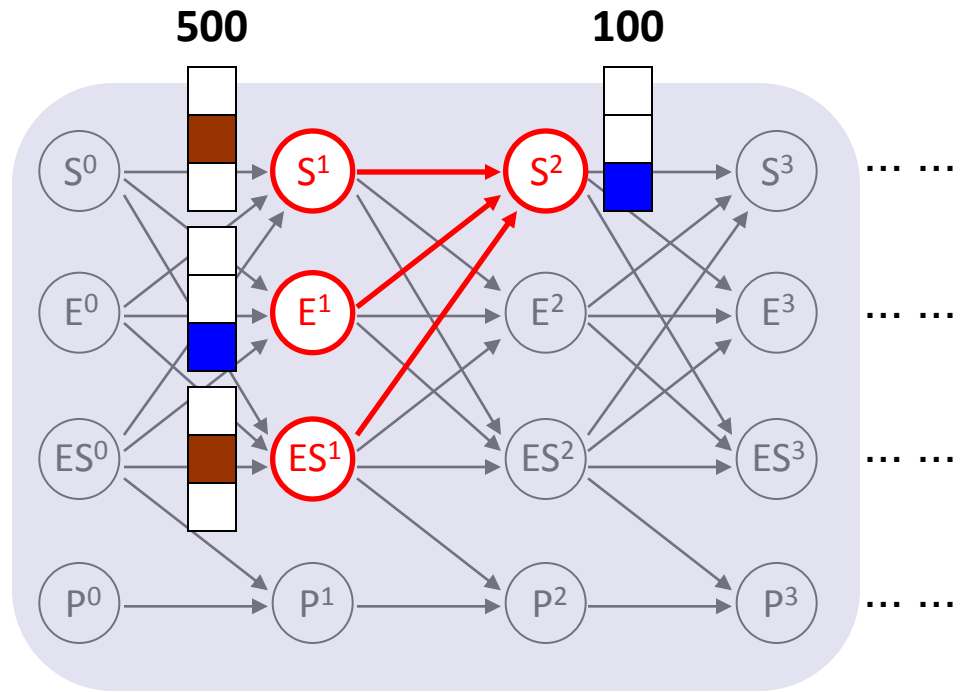 500 100
S⁰ S¹ S² S³ ... ...
E⁰ E¹ E² E³ ... ...
ES⁰ ES¹ ES² ES³ ... ...
P⁰ P¹ P² P³ ... ...